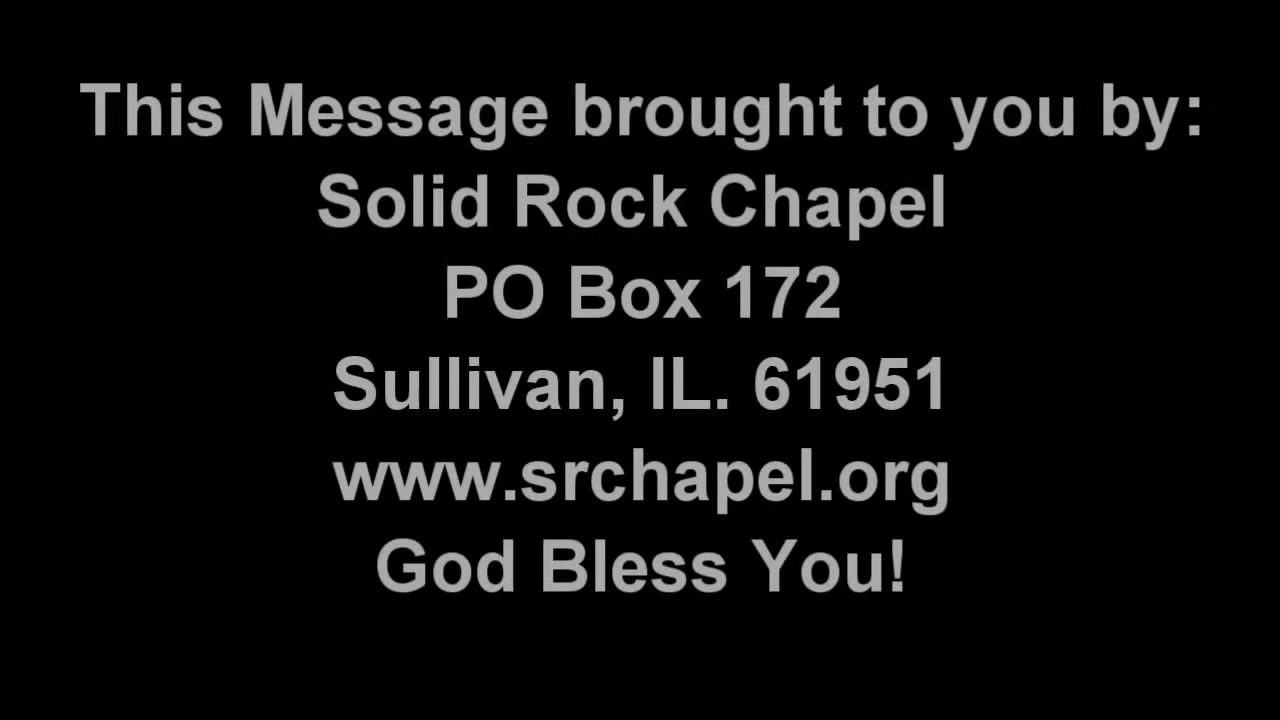 This Message brought to you by:
Solid Rock Chapel
PO Box 172
Sullivan, IL. 61951
www.srchapel.org
God Bless You!